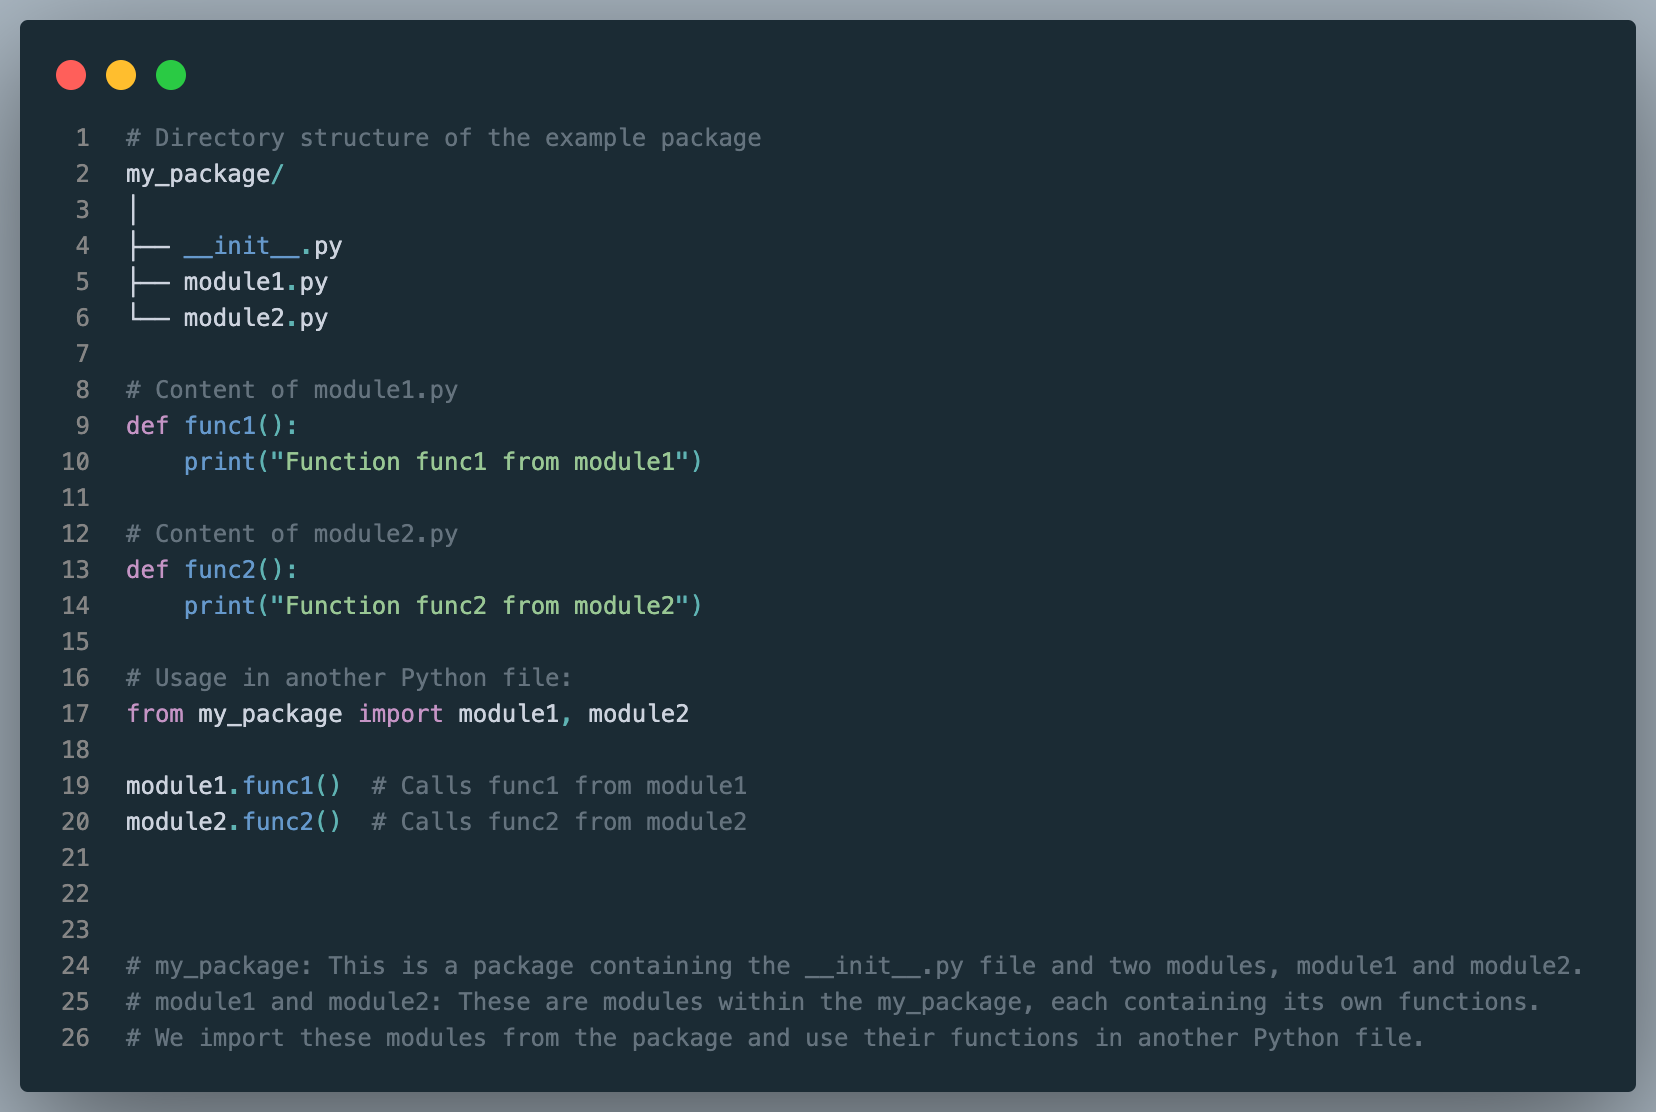 1 # Directory structure of the example package
2 my_package/
3 │
4 ├── __init__.py
5 ├── module1.py
6 └── module2.py
7
8 # Content of module1.py
9 def func1():
10     print("Function func1 from module1")
11
12 # Content of module2.py
13 def func2():
14     print("Function func2 from module2")
15
16 # Usage in another Python file:
17 from my_package import module1, module2
18
19 module1.func1()  # Calls func1 from module1
20 module2.func2()  # Calls func2 from module2
21
22
23
24 # my_package: This is a package containing the __init__.py file and two modules, module1 and module2.
25 # module1 and module2: These are modules within the my_package, each containing its own functions.
26 # We import these modules from the package and use their functions in another Python file.